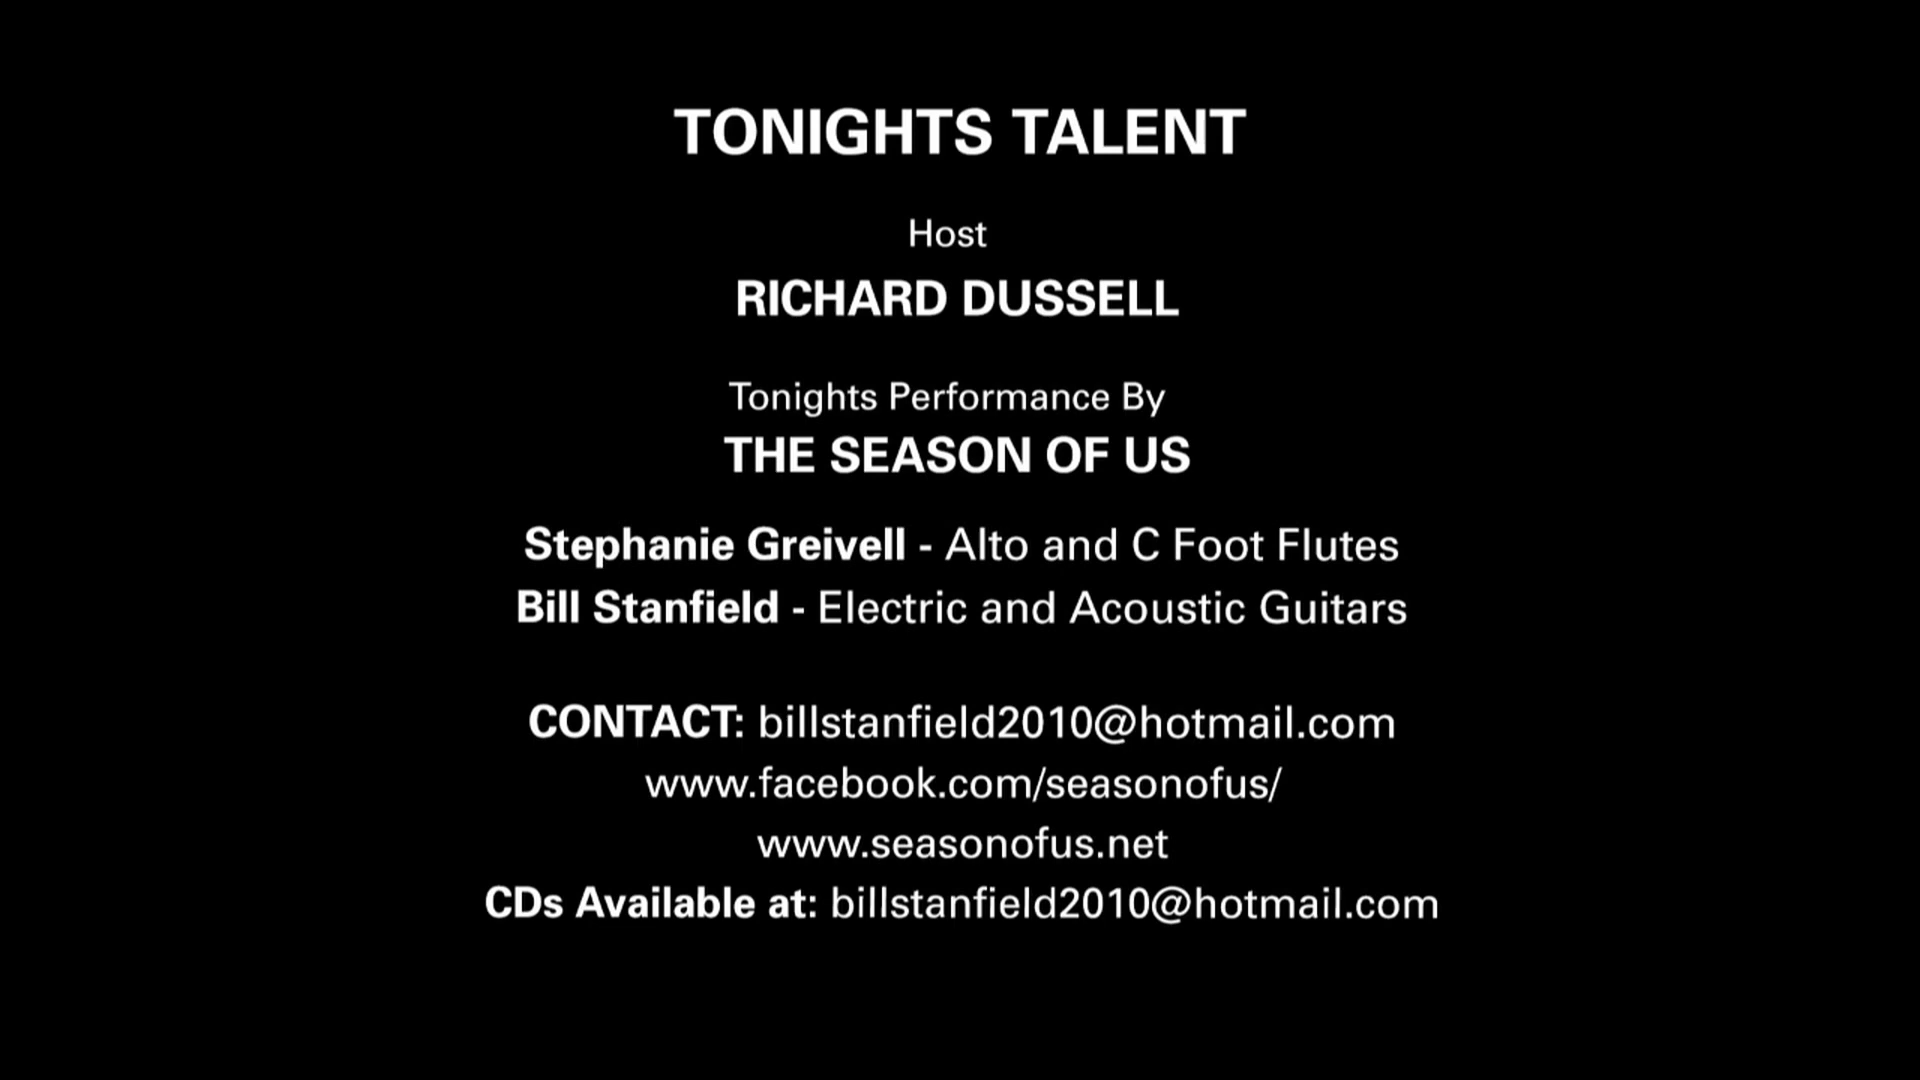 TONIGHTS TALENT
Host
RICHARD DUSSELL
Tonights Performance By
THE SEASON OF US
Stephanie Greivell - Alto and C Foot Flutes
Bill Stanfield - Electric and Acoustic Guitars
CONTACT: billstanfield2010@hotmail.com
www.facebook.com/seasonofus/
www.seasonofus.net
CDs Available at: billstanfield2010@hotmail.com